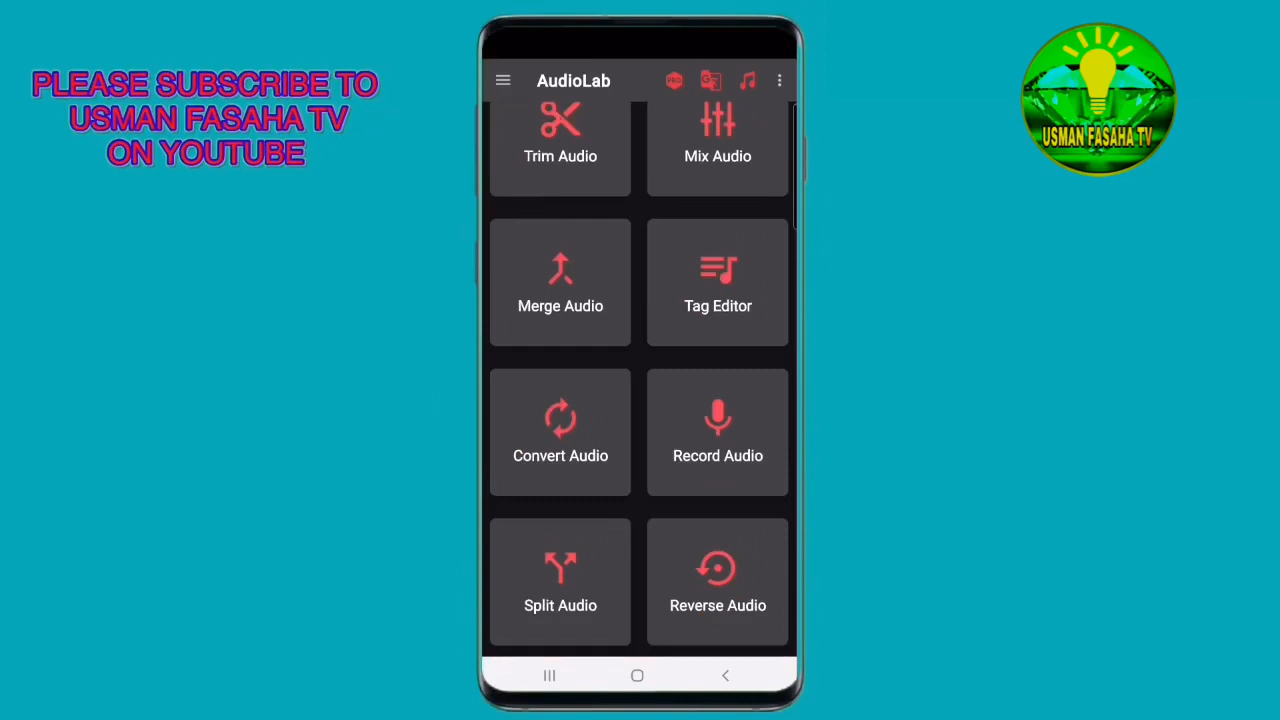 PLEASE SUBSCRIBE TO
USMAN FASAHA TV
ON YOUTUBE
USMAN FASAHA TV
AudioLab
PRO
Trim Audio
Mix Audio
Merge Audio
Tag Editor
Convert Audio
Record Audio
Split Audio
Reverse Audio